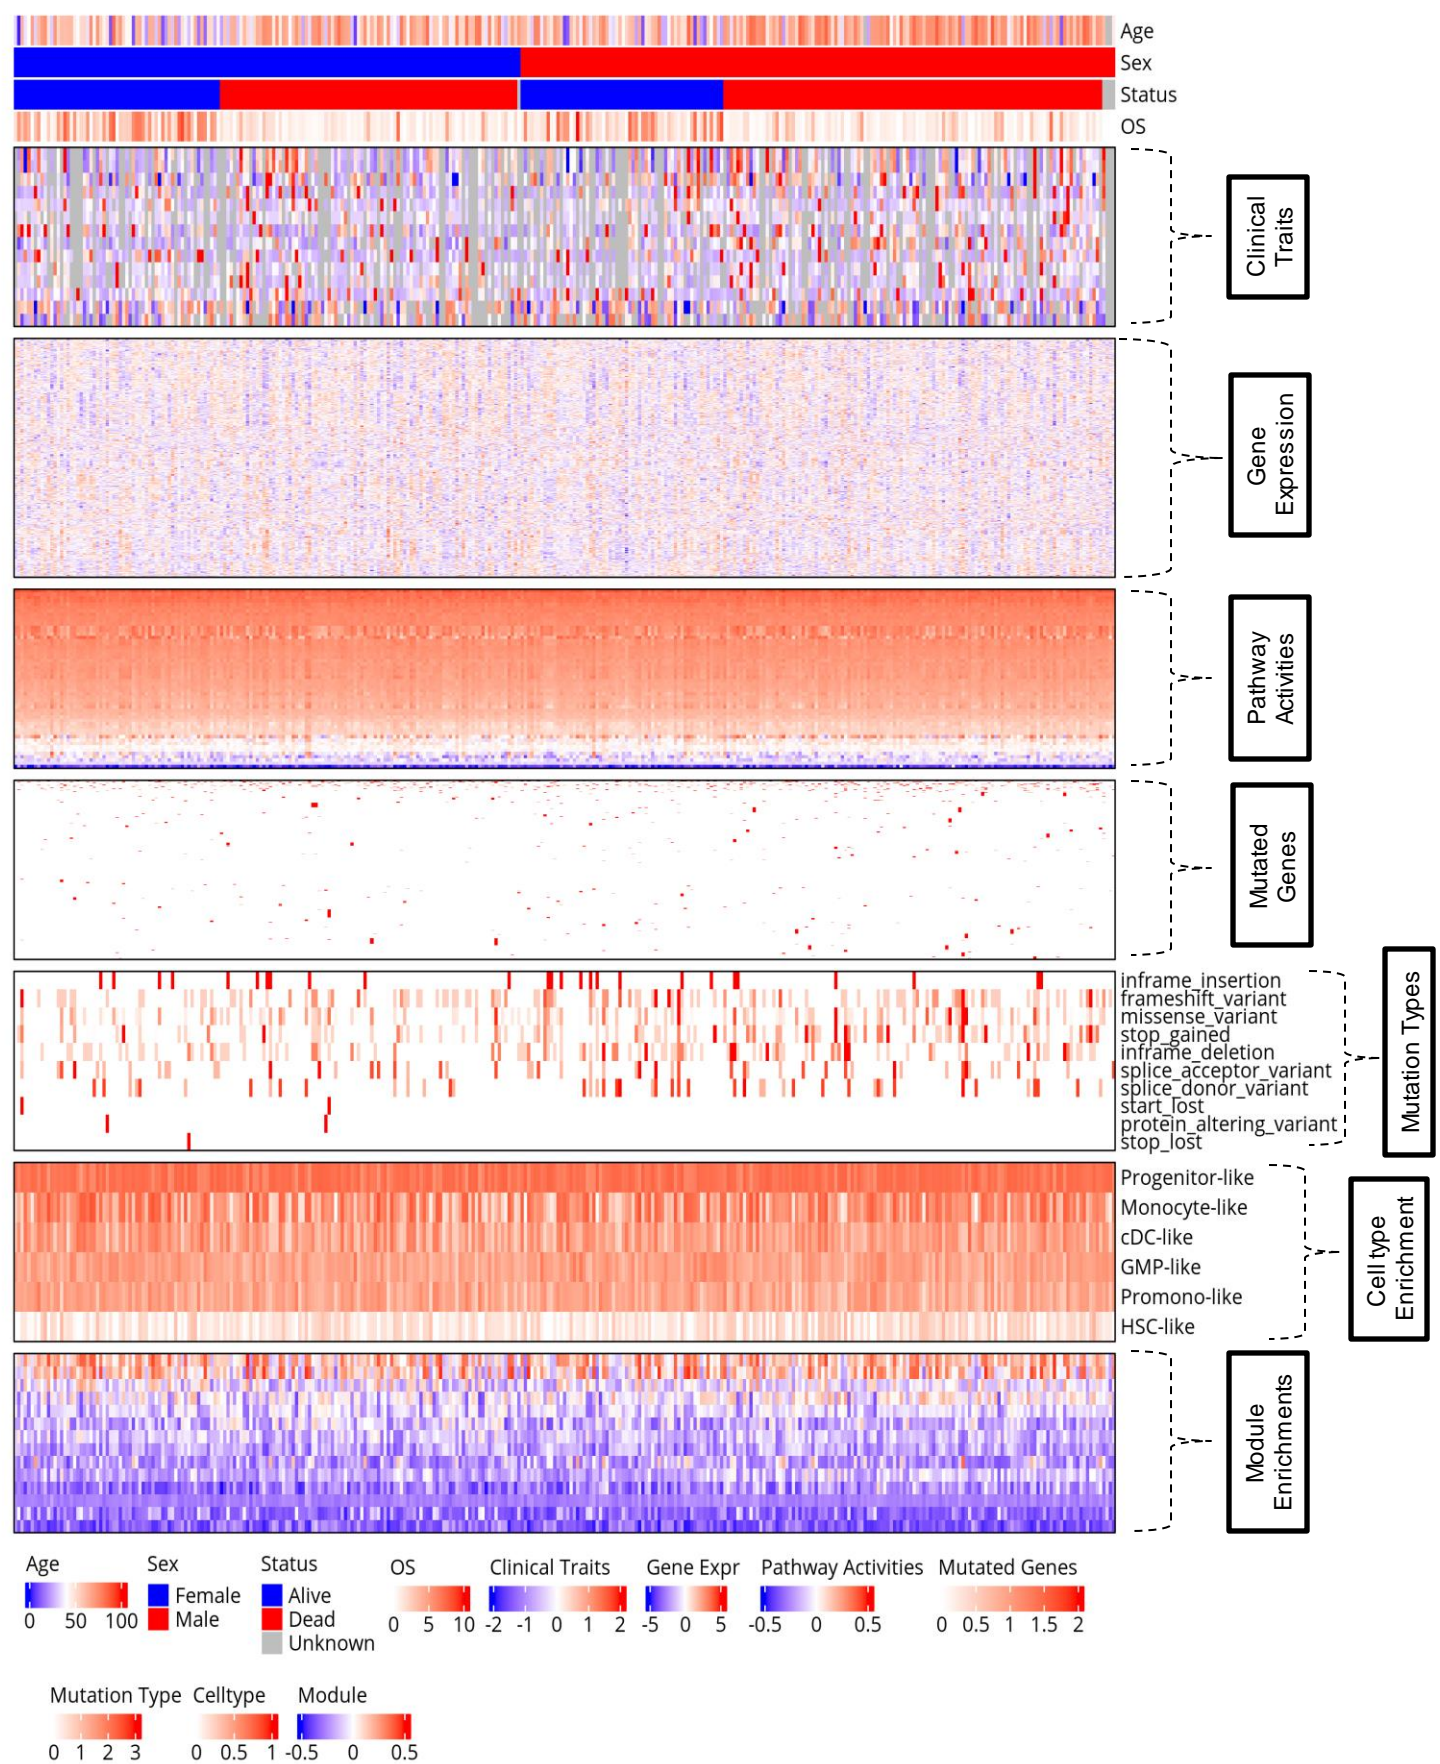 Age
Sex
Status
OS
Clinical
Traits
Gene
Expression
Pathway
Activities
Mutated
Genes
inframe_insertion
frameshift_variant
missense_variant
stop_gained
inframe_deletion
splice_acceptor_variant
splice_donor_variant
start_lost
protein_altering_variant
stop_lost
Mutation Types
Progenitor-like
Monocyte-like
cDC-like
GMP-like
Promono-like
HSC-like
Cell type
Enrichment
Module
Enrichments
Age
0 50 100
Sex
Female
Male
Status
Alive
Dead
Unknown
OS
0 5 10
Clinical Traits
-2 -1 0 1 2
Gene Expr
-5 0 5
Pathway Activities
-0.5 0 0.5
Mutated Genes
0 0.5 1 1.5 2
Mutation Type
0 1 2 3
Celltype
0 0.5 1
Module
-0.5 0 0.5